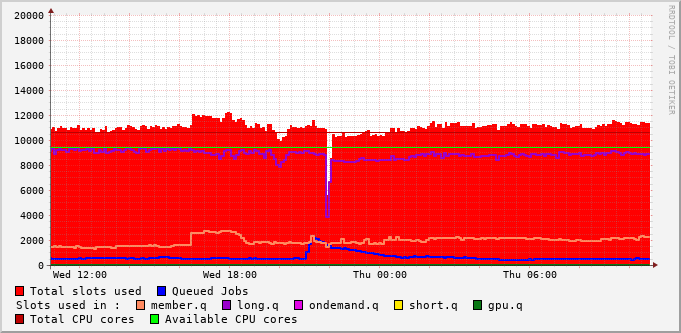 20000
18000
16000
14000
12000
10000
8000
6000
4000
2000
0
Wed 12:00 Wed 18:00 Thu 00:00 Thu 06:00
RRDTOOL / TOBI OETIKER
Total slots used Queued Jobs
Slots used in : member.q long.q ondemand.q short.q gpu.q
Total CPU cores Available CPU cores